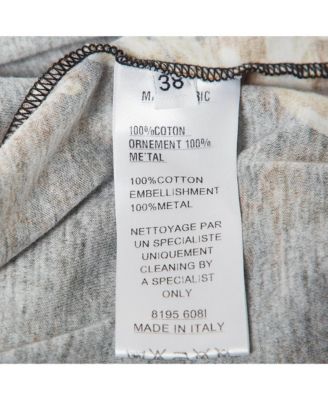 38
100%COTON
ORNEMENT 100%
METAL
100%COTTON
EMBELLISHMENT
100%METAL
NETTOYAGE PAR
UN SPECIALISTE
UNIQUEMENT
CLEANING BY
A SPECIALIST
ONLY
8195 608I
MADE IN ITALY